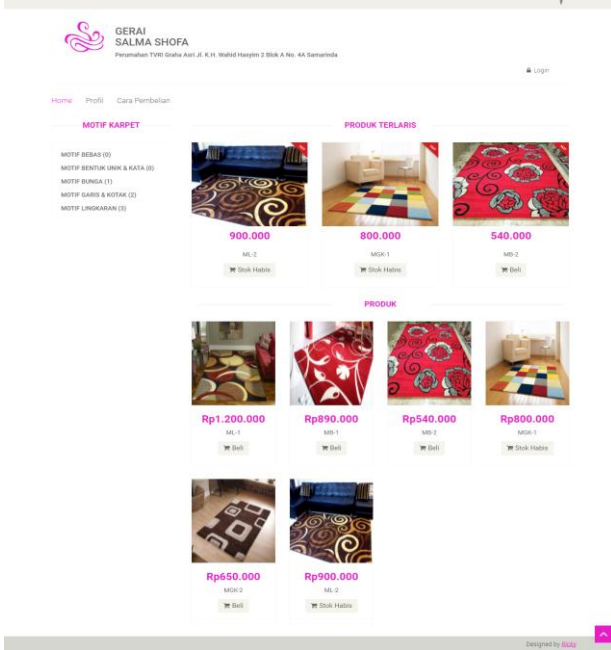 GERAI
SALMA SHOFA
Perumahan TVRI Graha Asri Jl. K.H. Wahid Hasyim 2 Blok A No. 4A Samarinda
Login
Home Profil Cara Pembelian
MOTIF KARPET
MOTIF BEBAS (0)
MOTIF BENTUK UNIK & KATA (0)
MOTIF BUNGA (1)
MOTIF GARIS & KOTAK (2)
MOTIF LINGKARAN (3)
PRODUK TERLARIS
900.000 800.000 540.000
ML-2 MGK-1 MB-2
Stok Habis Stok Habis Beli
PRODUK
Rp1.200.000 Rp890.000 Rp540.000 Rp800.000
ML-1 MB-1 MB-2 MGK-1
Beli Beli Beli Stok Habis
Rp650.000 Rp900.000
MGK-2 ML-2
Beli Stok Habis
Designed by Ricky